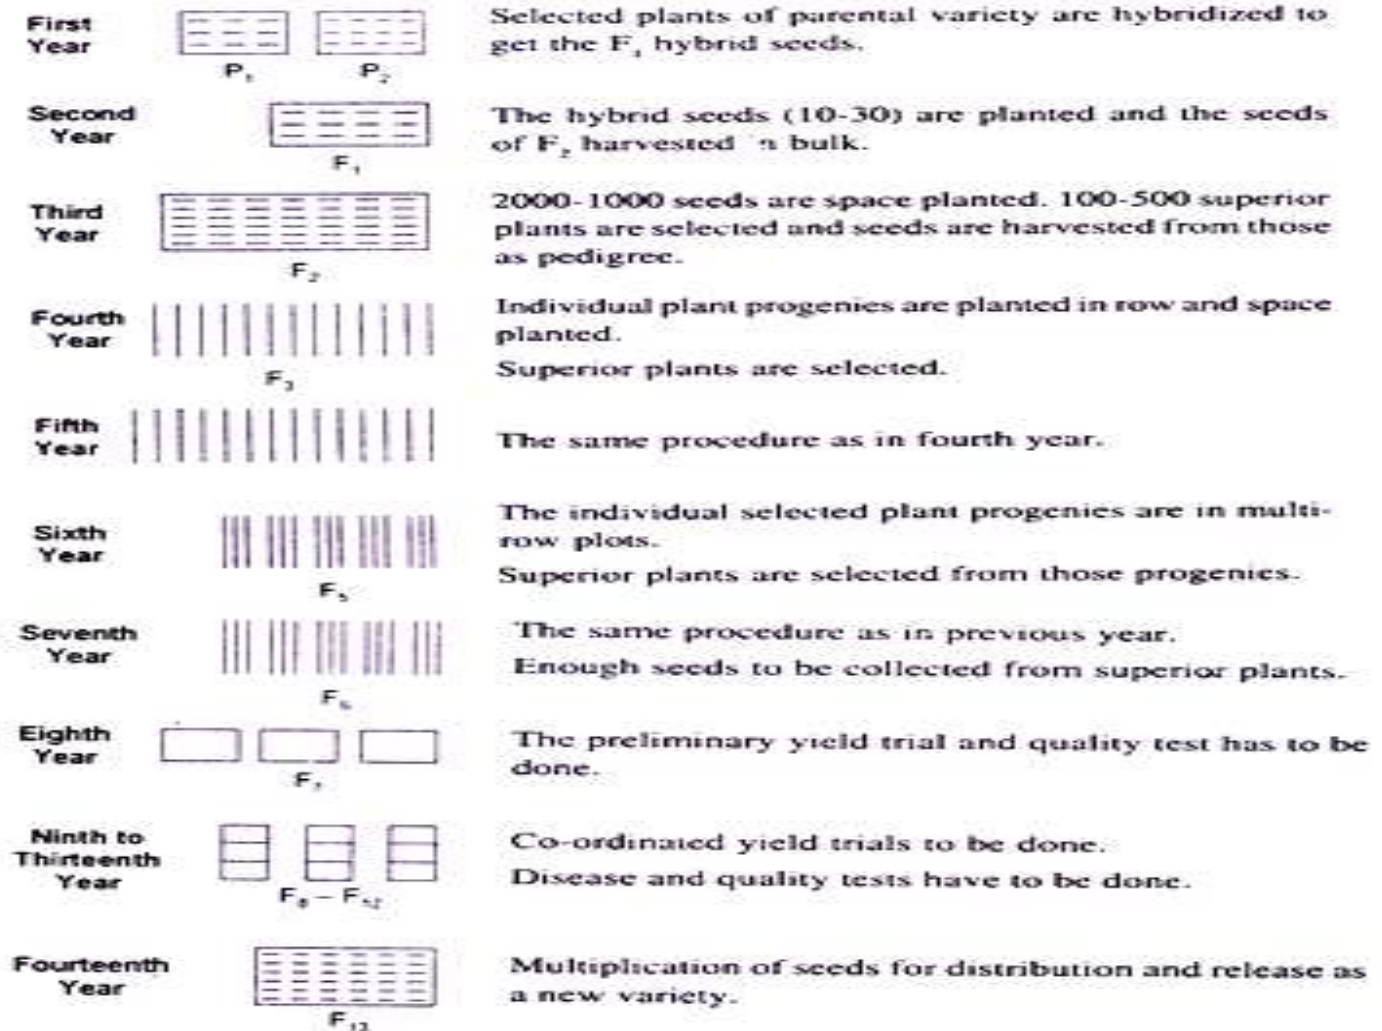 First
Year
P₁ P₂
Selected plants of parental variety are hybridized to
get the F₁ hybrid seeds.
Second
Year
F₁
The hybrid seeds (10-30) are planted and the seeds
of F₂ harvested n bulk.
Third
Year
F₂
2000-1000 seeds are space planted. 100-500 superior
plants are selected and seeds are harvested from those
as pedigree.
Fourth
Year
F₃
Individual plant progenies are planted in row and space
planted.
Superior plants are selected.
Fifth
Year
The same procedure as in fourth year.
Sixth
Year
F₅
The individual selected plant progenies are in multi-
row plots.
Superior plants are selected from those progenies.
Seventh
Year
F₆
The same procedure as in previous year.
Enough seeds to be collected from superior plants.
Eighth
Year
F₇
The preliminary yield trial and quality test has to be
done.
Ninth to
Thirteenth
Year
F₈ – F₁₂
Co-ordinated yield trials to be done.
Disease and quality tests have to be done.
Fourteenth
Year
F₁₃
Multiplication of seeds for distribution and release as
a new variety.